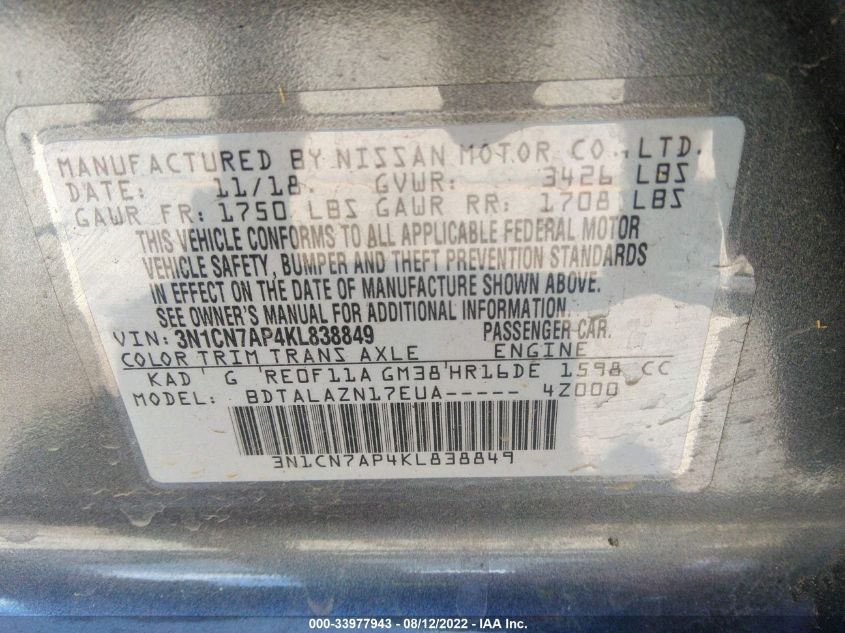 MANUFACTURED BY NISSAN MOTOR CO., LTD.
DATE: 11/18 GVWR: 3426 LBS
GAWR FR: 1750 LBS GAWR RR: 1708 LBS
THIS VEHICLE CONFORMS TO ALL APPLICABLE FEDERAL MOTOR
VEHICLE SAFETY, BUMPER AND THEFT PREVENTION STANDARDS
IN EFFECT ON THE DATE OF MANUFACTURE SHOWN ABOVE.
SEE OWNER'S MANUAL FOR ADDITIONAL INFORMATION.
VIN: 3N1CN7AP4KL838849 PASSENGER CAR.
COLOR TRIM TRANS AXLE ENGINE
KAD G RE0F11A GM38 HR16DE 1598 CC
MODEL: BDTALAZN17EUA----- 4Z000
3N1CN7AP4KL838849
000-33977943 - 08/12/2022 - IAA Inc.